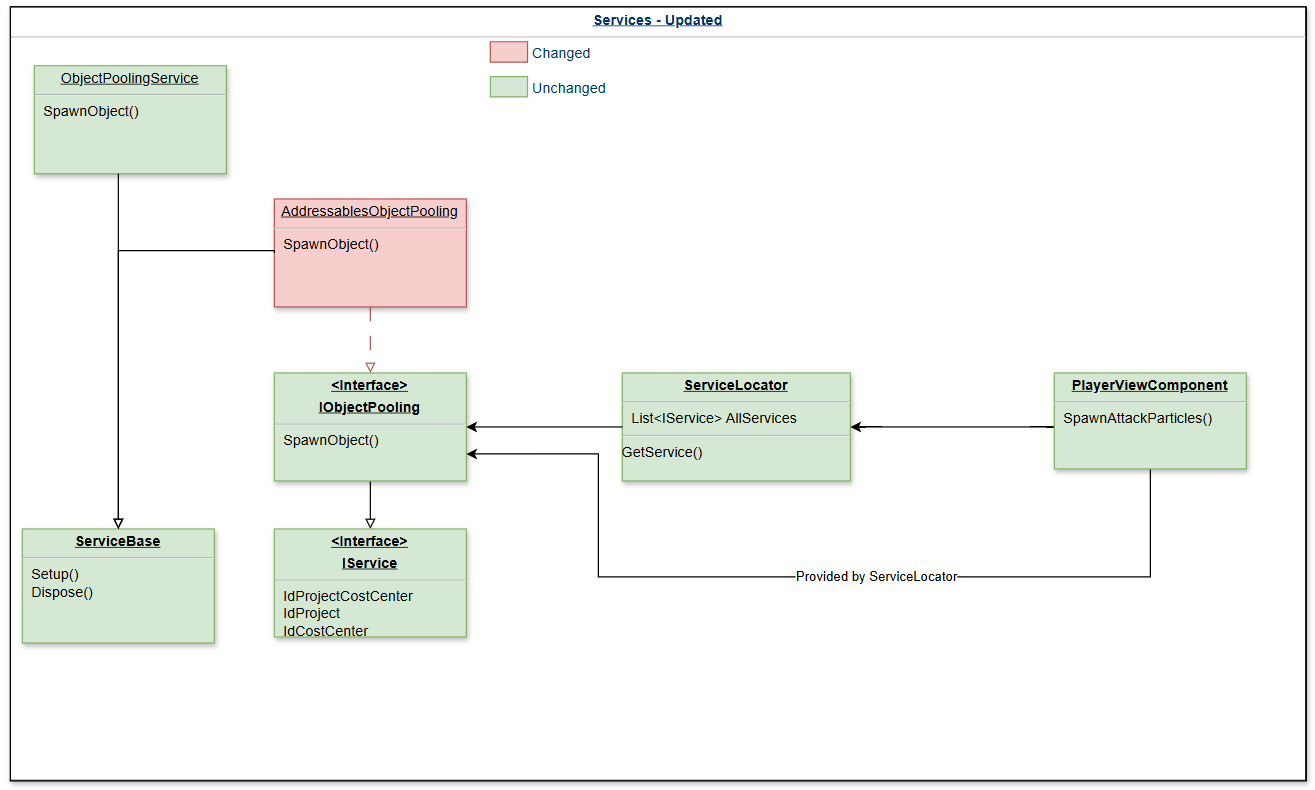 Services - Updated
Changed
Unchanged
ObjectPoolingService
SpawnObject()
AddressablesObjectPooling
SpawnObject()
<Interface>
IObjectPooling
SpawnObject()
ServiceLocator
List<IService> AllServices
GetService()
PlayerViewComponent
SpawnAttackParticles()
ServiceBase
Setup()
Dispose()
<Interface>
IService
IdProjectCostCenter
IdProject
IdCostCenter
Provided by ServiceLocator